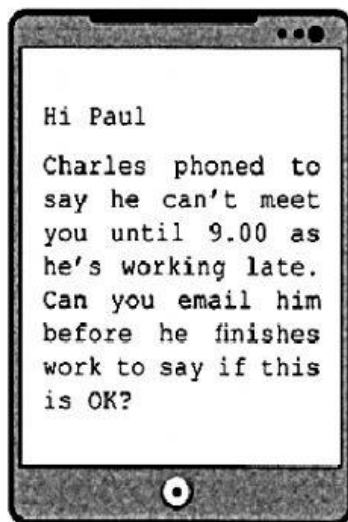 Hi Paul
Charles phoned to
say he can't meet
you until 9.00 as
he's working late.
Can you email him
before he finishes
work to say if this
is OK?